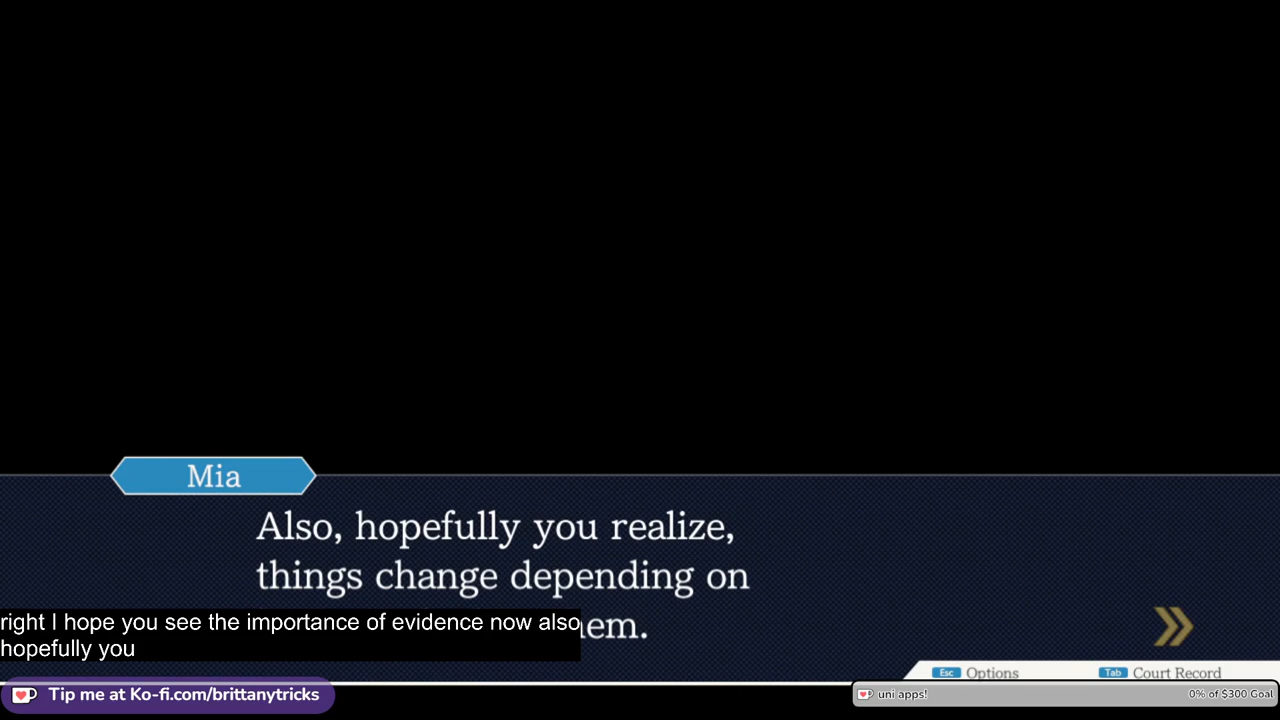 Mia
Also, hopefully you realize,
things change depending on
right I hope you see the importance of evidence now also
hopefully you
Esc Options
Tab Court Record
Tip me at Ko-fi.com/brittanytricks
uni apps!
0% of $300 Goal